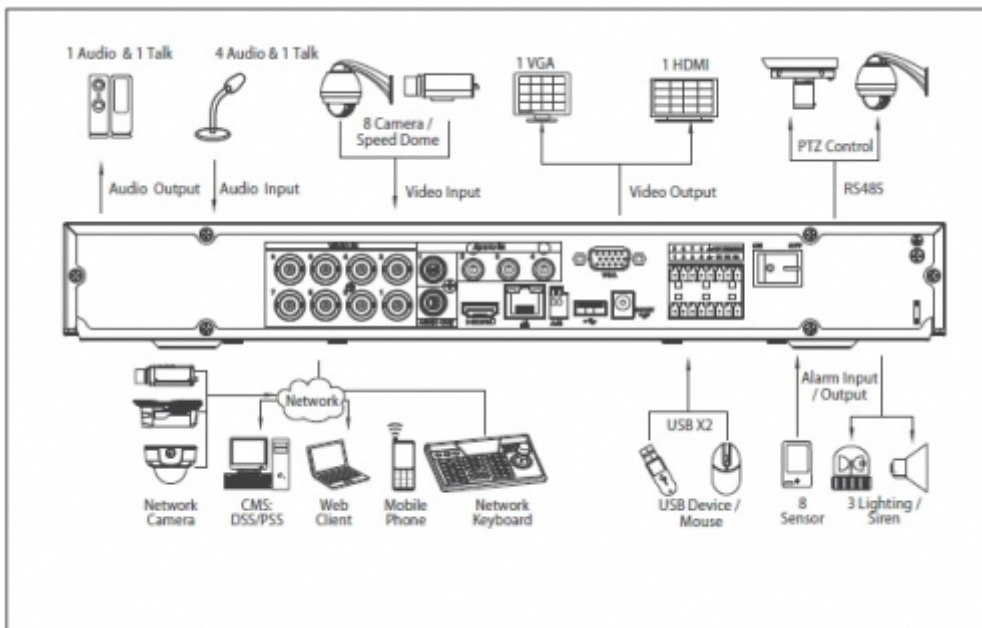 1 Audio & 1 Talk
4 Audio & 1 Talk
8 Camera /
Speed Dome
1 VGA
1 HDMI
PTZ Control
Audio Output
Audio Input
Video Input
Video Output
RS485
Network
Network
Camera
CMS:
DSS/PSS
Web
Client
Mobile
Phone
Network
Keyboard
USB X2
USB Device /
Mouse
Alarm Input
/ Output
8
Sensor
3 Lighting /
Siren